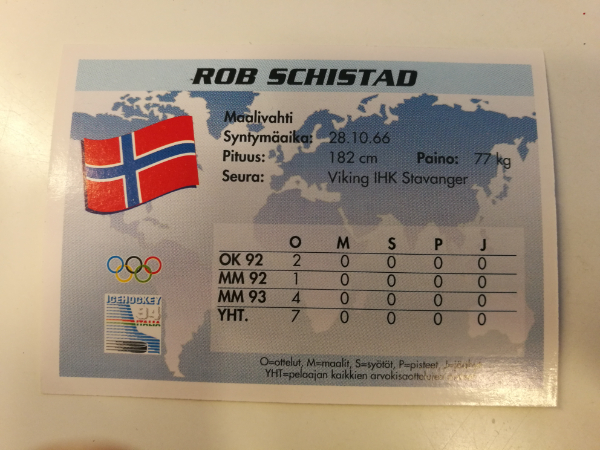 ROB SCHISTAD
Maalivahti
Syntymäaika: 28.10.66
Pituus: 182 cm Paino: 77 kg
Seura: Viking IHK Stavanger
O M S P J
OK 92 2 0 0 0 0
MM 92 1 0 0 0 0
MM 93 4 0 0 0 0
YHT. 7 0 0 0 0
ICEHOCKEY
94
ITALIA
O=ottelut, M=maalit, S=syötöt, P=pisteet,
YHT=pelaajan kaikkien